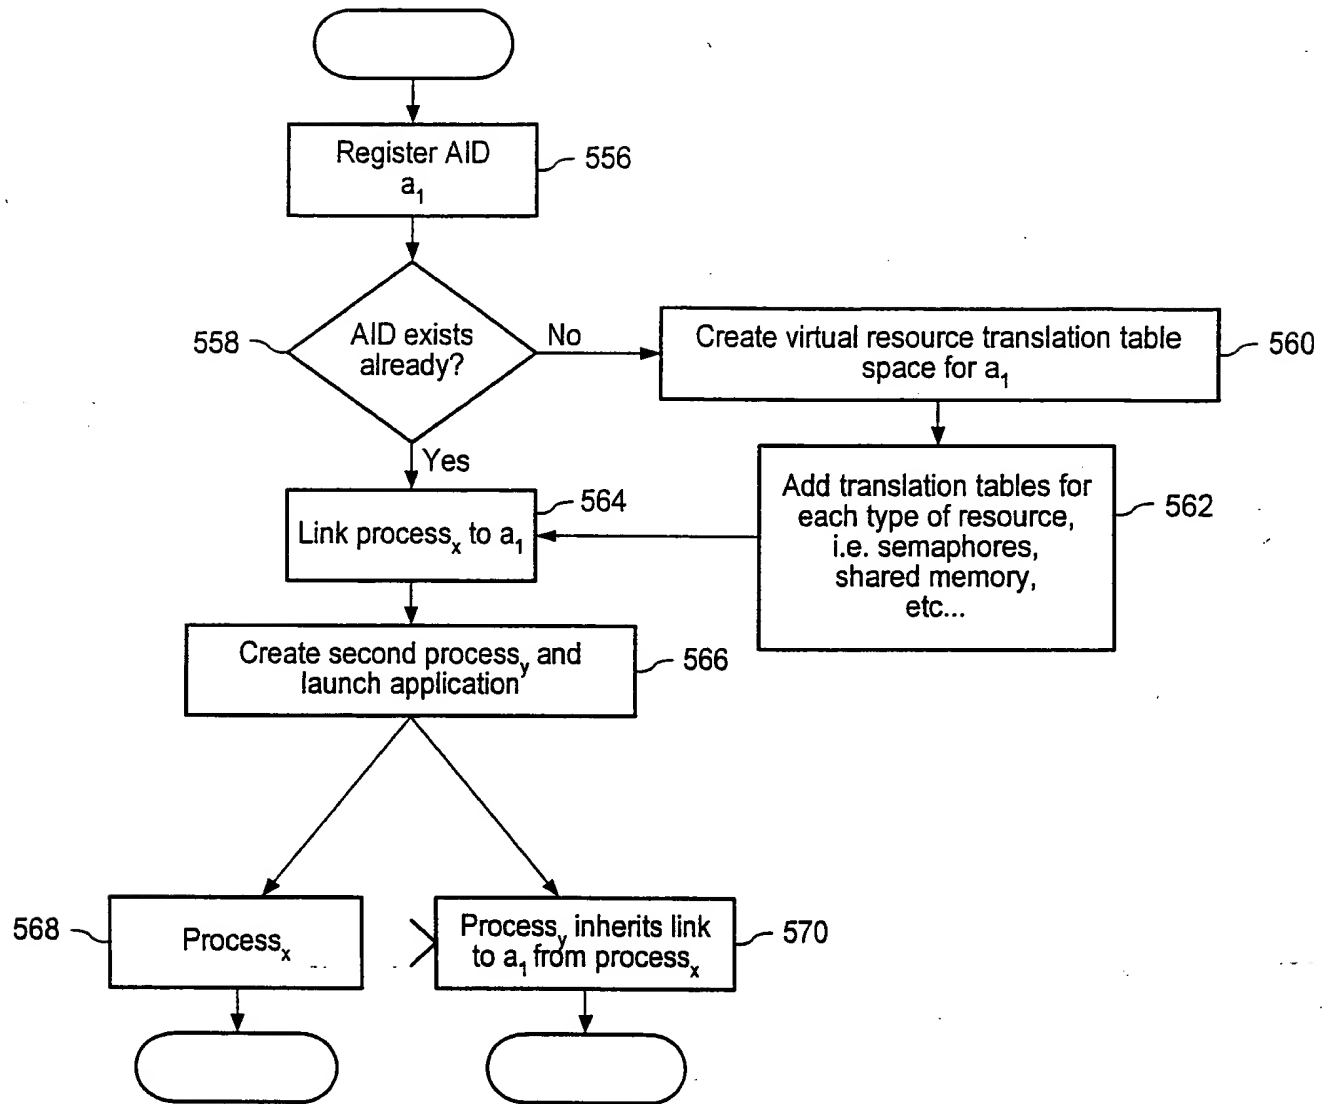 Register AID
a₁
556
558
AID exists
already?
No
Create virtual resource translation table
space for a₁
560
Yes
Add translation tables for
each type of resource,
i.e. semaphores,
shared memory,
etc...
562
564
Link processₓ to a₁
Create second processᵧ and
launch application
566
568
Processₓ
Processᵧ inherits link
to a₁ from processₓ
570